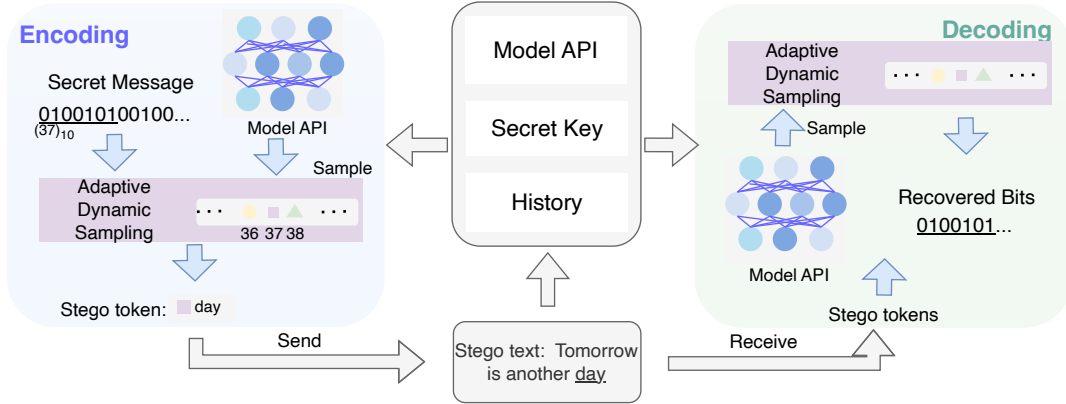 Encoding
Secret Message
010010100100...
(37)10
Model API
Sample
Adaptive
Dynamic
Sampling
... ...
36 37 38
Stego token: day
Send
Model API
Secret Key
History
Stego text: Tomorrow
is another day
Receive
Decoding
Adaptive
Dynamic
Sampling
... ...
Sample
Model API
Recovered Bits
0100101...
Stego tokens